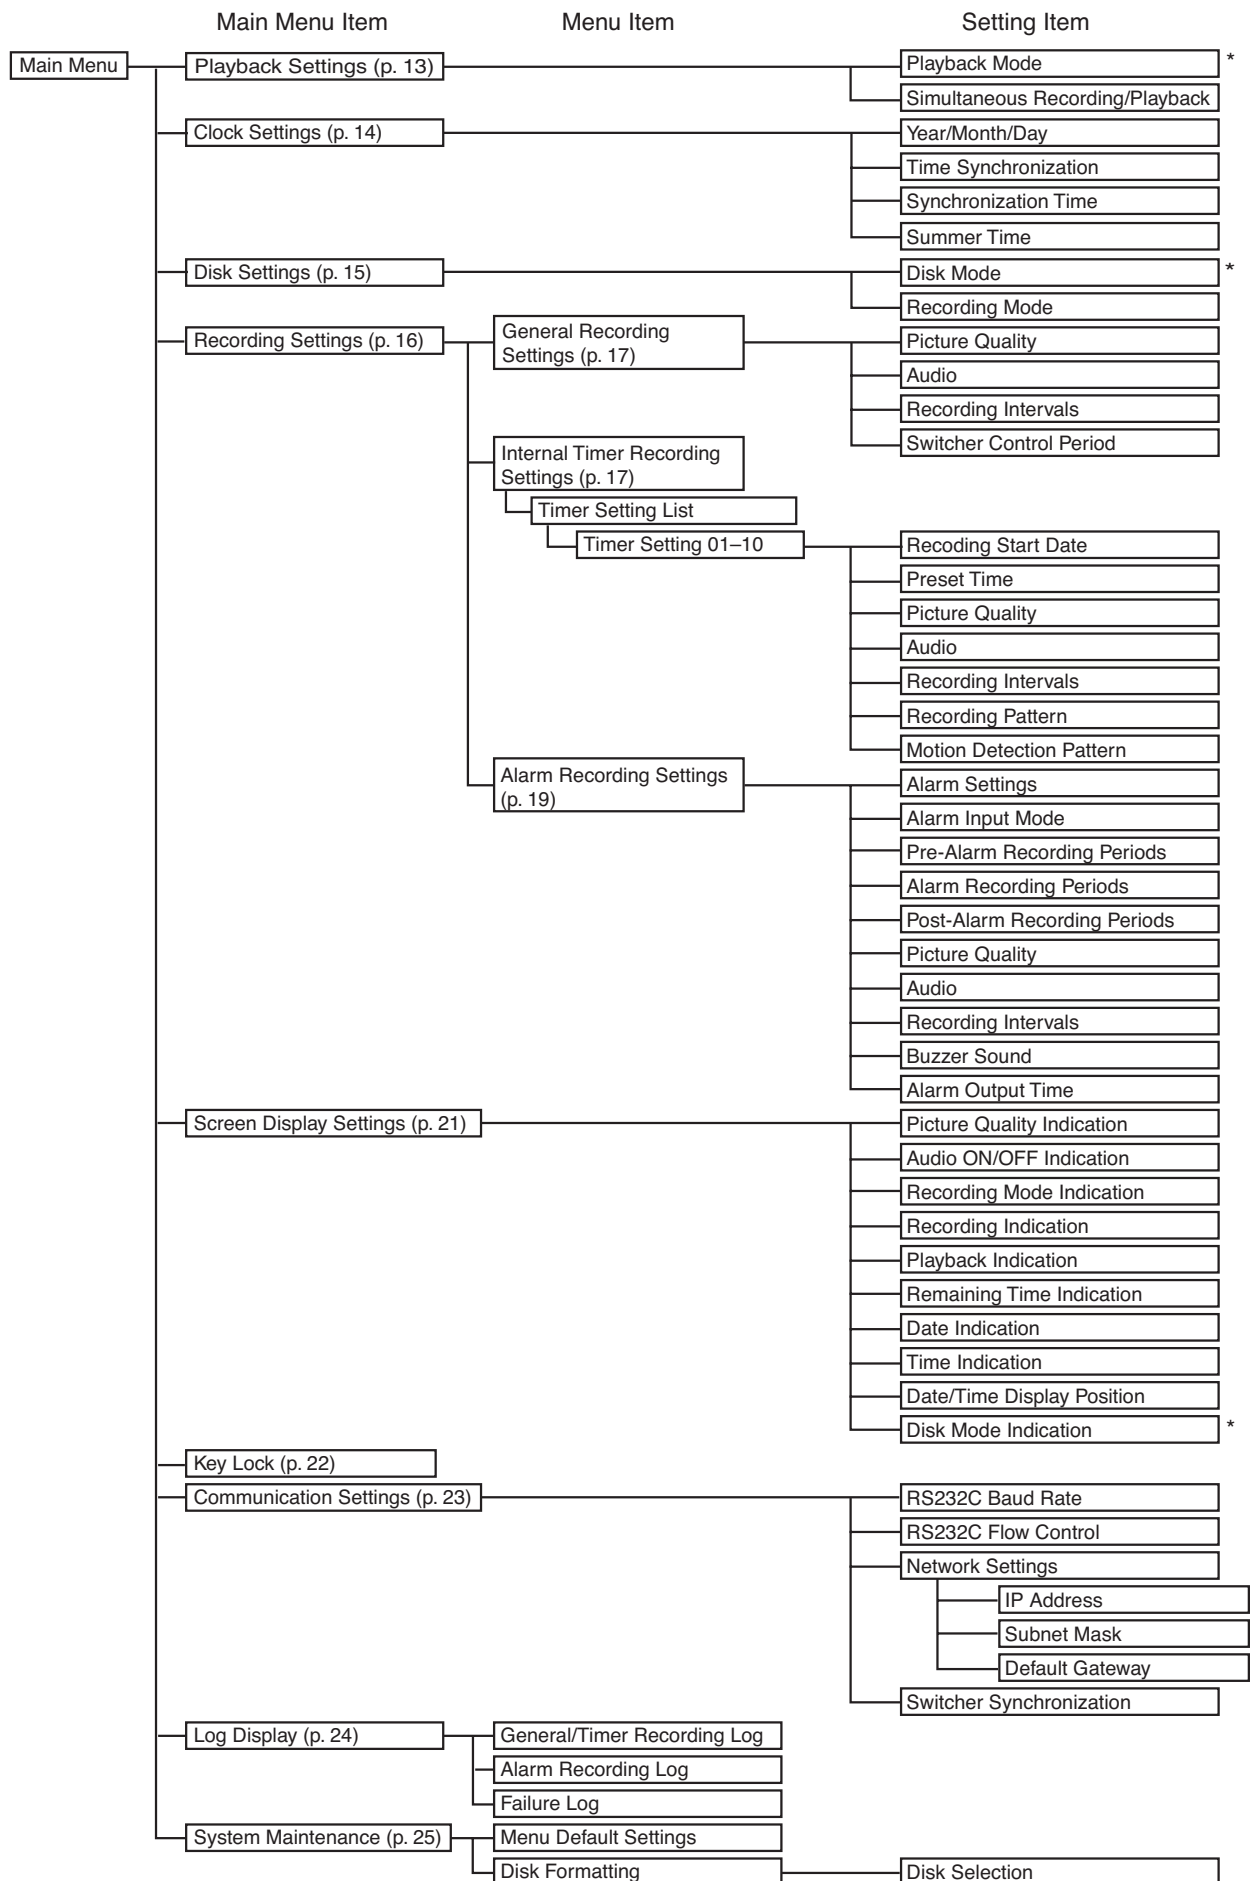 Main Menu Item Menu Item Setting Item
Main Menu Playback Settings (p. 13) Playback Mode *
Simultaneous Recording/Playback
Clock Settings (p. 14) Year/Month/Day
Time Synchronization
Synchronization Time
Summer Time
Disk Settings (p. 15) Disk Mode *
Recording Mode
Recording Settings (p. 16) General Recording
Settings (p. 17)
Picture Quality
Audio
Recording Intervals
Switcher Control Period
Internal Timer Recording
Settings (p. 17)
Timer Setting List
Timer Setting 01–10 Recoding Start Date
Preset Time
Picture Quality
Audio
Recording Intervals
Recording Pattern
Motion Detection Pattern
Alarm Recording Settings
(p. 19)
Alarm Settings
Alarm Input Mode
Pre-Alarm Recording Periods
Alarm Recording Periods
Post-Alarm Recording Periods
Picture Quality
Audio
Recording Intervals
Buzzer Sound
Alarm Output Time
Screen Display Settings (p. 21) Picture Quality Indication
Audio ON/OFF Indication
Recording Mode Indication
Recording Indication
Playback Indication
Remaining Time Indication
Date Indication
Time Indication
Date/Time Display Position
Disk Mode Indication *
Key Lock (p. 22)
Communication Settings (p. 23) RS232C Baud Rate
RS232C Flow Control
Network Settings
IP Address
Subnet Mask
Default Gateway
Switcher Synchronization
Log Display (p. 24) General/Timer Recording Log
Alarm Recording Log
Failure Log
System Maintenance (p. 25) Menu Default Settings
Disk Formatting Disk Selection